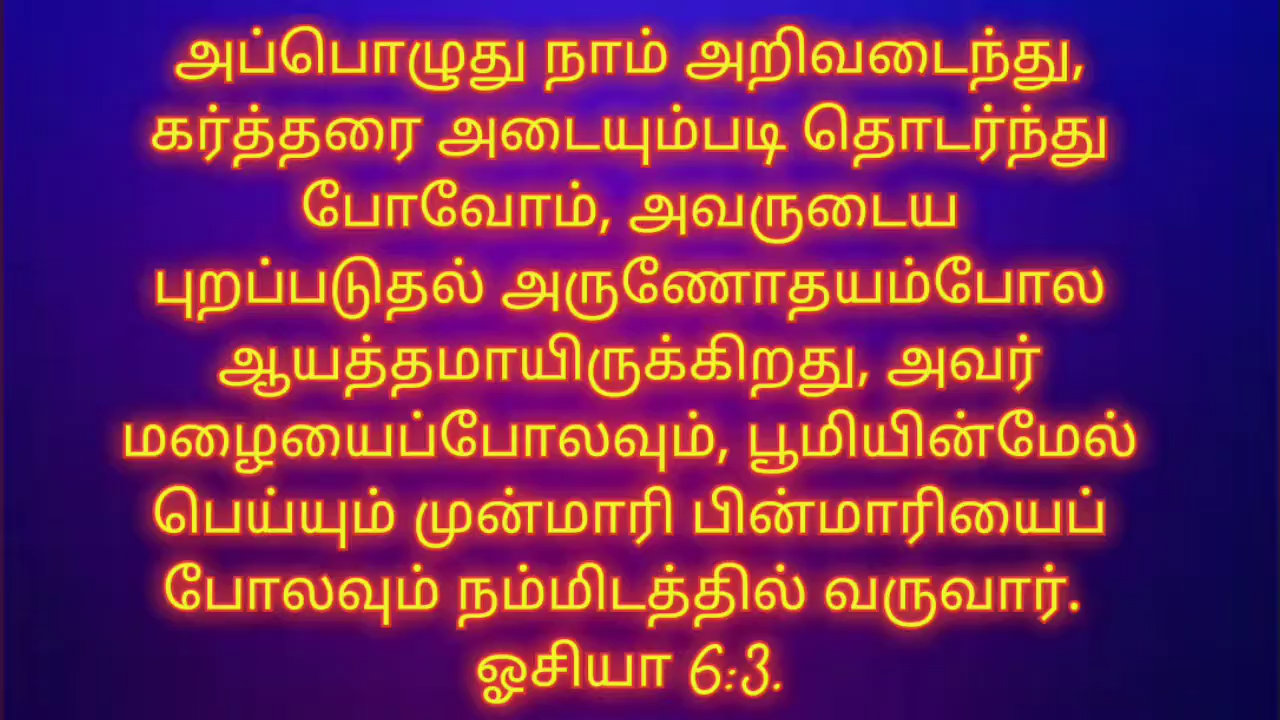 அப்பொழுது நாம் அறிவடைந்து,
கர்த்தரை அடையும்படி தொடர்ந்து
போவோம், அவருடைய
புறப்படுதல் அருணோதயம்போல
ஆயத்தமாயிருக்கிறது, அவர்
மழையைப்போலவும், பூமியின்மேல்
பெய்யும் முன்மாரி பின்மாரியைப்
போலவும் நம்மிடத்தில் வருவார்.
ஓசியா 6:3.